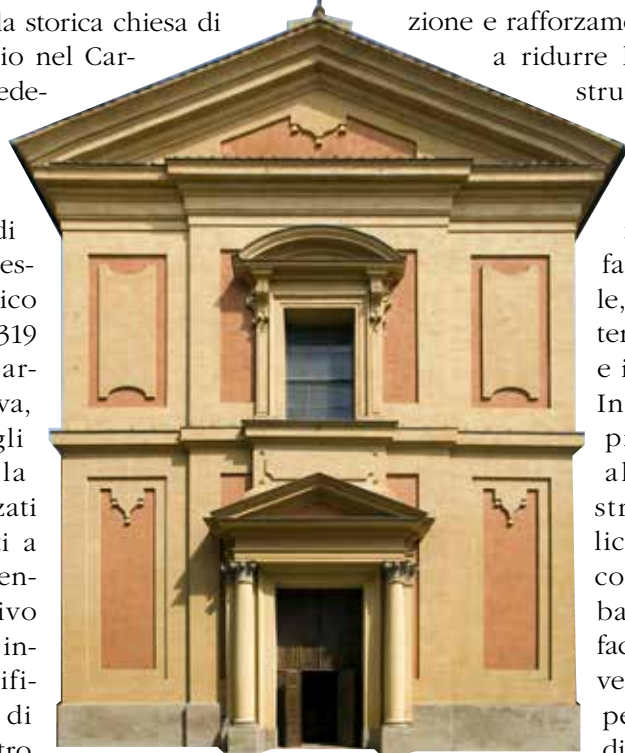 la storica chiesa di
io nel Car-
ede-
di
es-
ico
319
ar-
va,
gli
la
zati
i a
en-
ivo
in-
ifi-
di
tro
zione e rafforzame
a ridurre
stru
fa
le,
ter
e i
In
al
str
lic
co
ba
fac
ve
pe
di